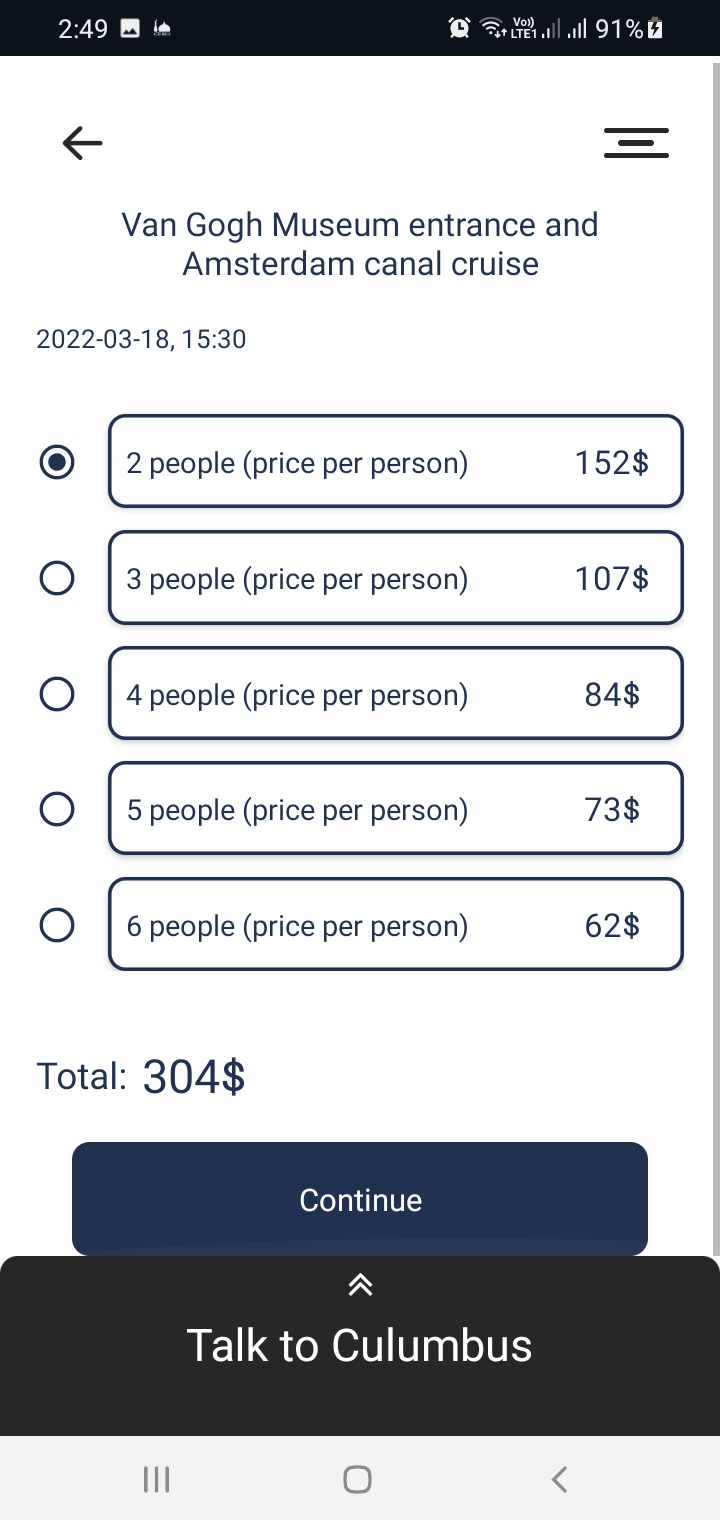 2:49
Vo))
LTE1
91%
Van Gogh Museum entrance and
Amsterdam canal cruise
2022-03-18, 15:30
2 people (price per person) 152$
3 people (price per person) 107$
4 people (price per person) 84$
5 people (price per person) 73$
6 people (price per person) 62$
Total: 304$
Continue
Talk to Culumbus